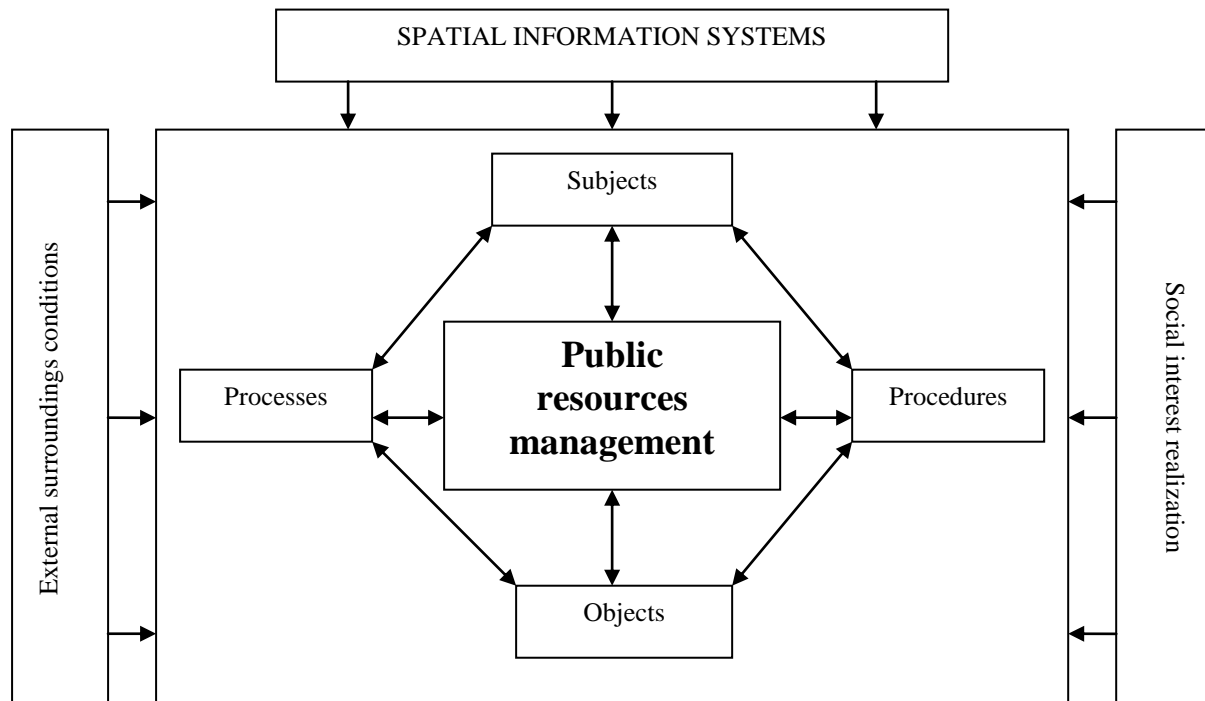 SPATIAL INFORMATION SYSTEMS
External surroundings conditions
Subjects
Processes
Public
resources
management
Procedures
Objects
Social interest realization